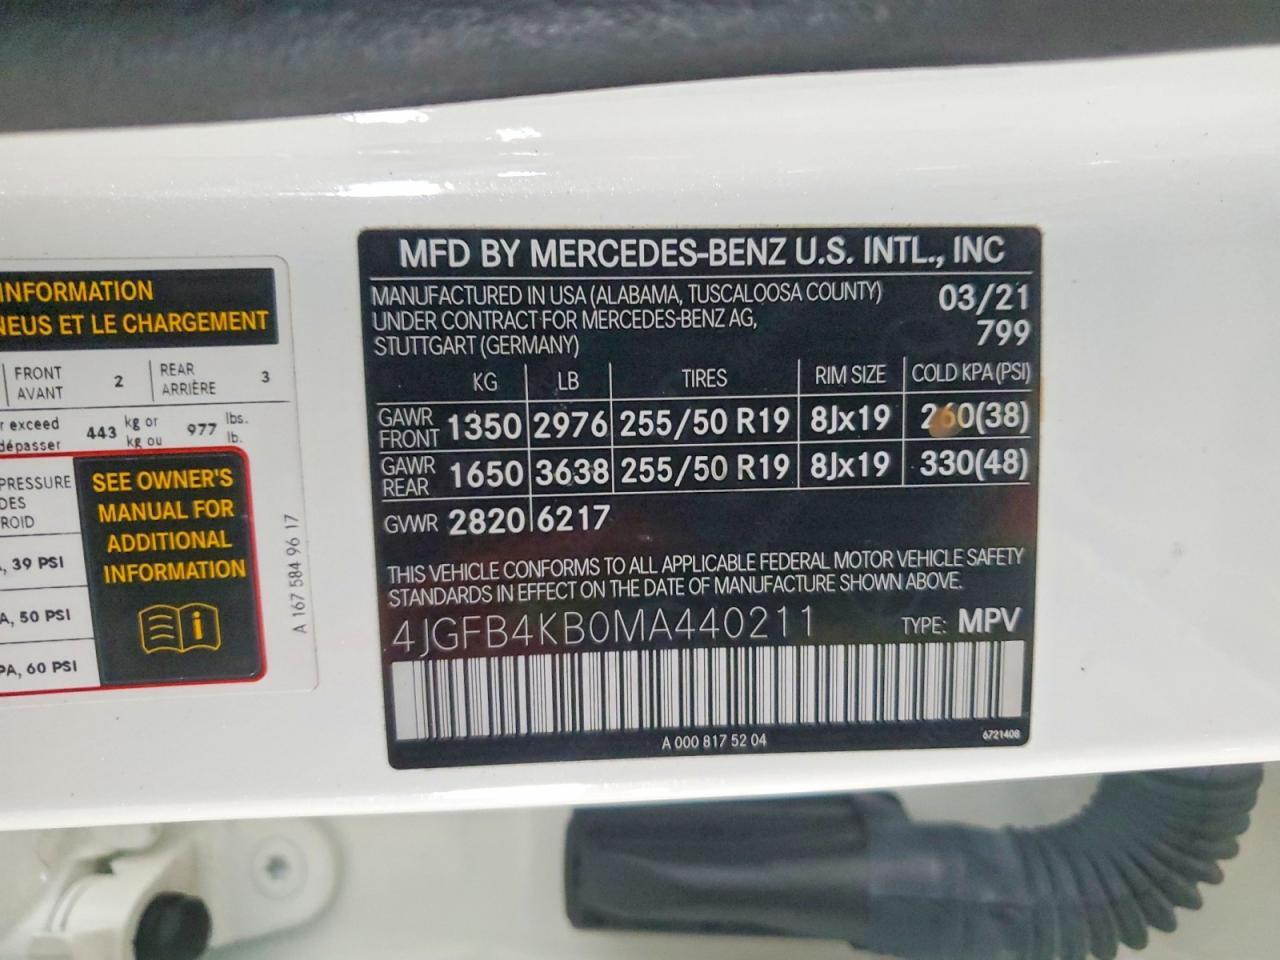 INFORMATION
NEUS ET LE CHARGEMENT
FRONT AVANT 2 REAR ARRIÈRE 3
r exceed dépasser 443 kg or kg ou 977 lbs. lb.
PRESSURE
DES
ROID
, 39 PSI
A, 50 PSI
PA, 60 PSI
SEE OWNER'S
MANUAL FOR
ADDITIONAL
INFORMATION
A 167 584 96 17
MFD BY MERCEDES-BENZ U.S. INTL., INC
MANUFACTURED IN USA (ALABAMA, TUSCALOOSA COUNTY) 03/21
UNDER CONTRACT FOR MERCEDES-BENZ AG, 799
STUTTGART (GERMANY)
KG LB TIRES RIM SIZE COLD KPA (PSI)
GAWR FRONT 1350 2976 255/50 R19 8Jx19 260(38)
GAWR REAR 1650 3638 255/50 R19 8Jx19 330(48)
GVWR 2820 6217
THIS VEHICLE CONFORMS TO ALL APPLICABLE FEDERAL MOTOR VEHICLE SAFETY
STANDARDS IN EFFECT ON THE DATE OF MANUFACTURE SHOWN ABOVE.
4JGFB4KB0MA440211 TYPE: MPV
A 000 817 52 04 6721408